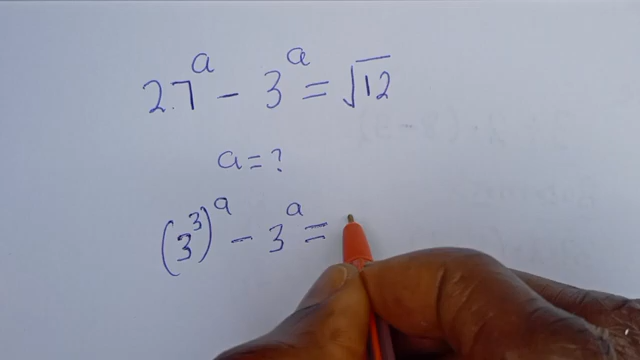 27^a - 3^a = √12
a = ?
(3^3)^a - 3^a =